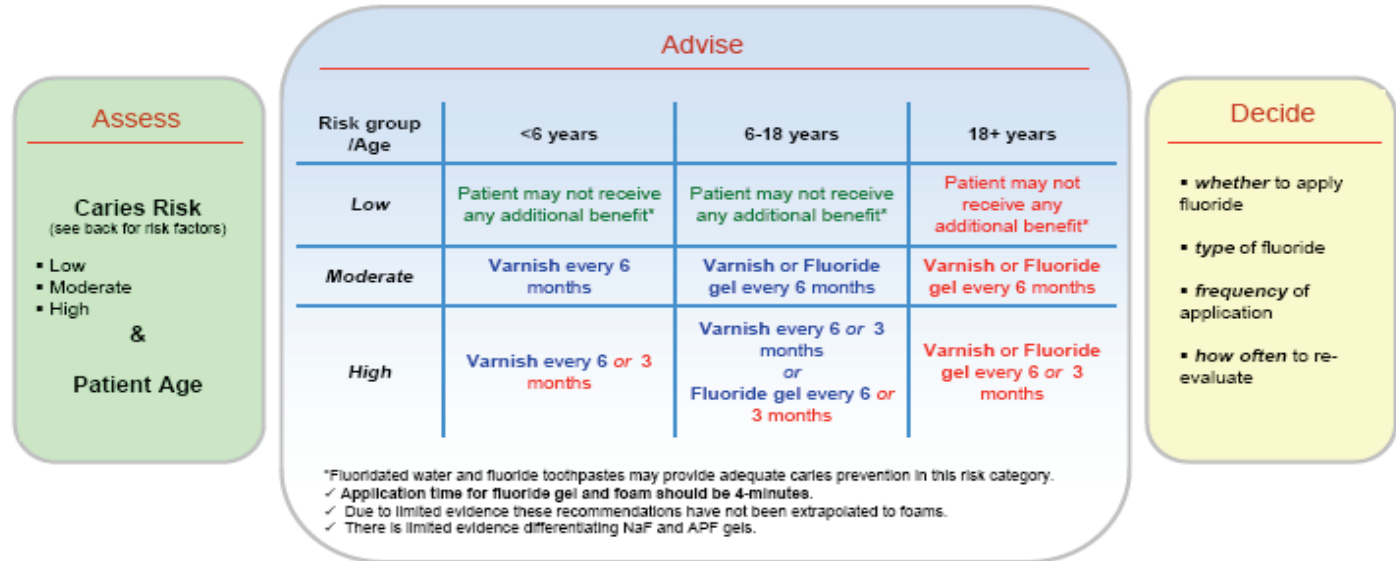 Assess
Caries Risk
(see back for risk factors)
▪ Low
▪ Moderate
▪ High
&
Patient Age
Advise
Risk group
/Age
<6 years
6-18 years
18+ years
Low
Patient may not receive
any additional benefit*
Patient may not receive
any additional benefit*
Patient may not
receive any
additional benefit*
Moderate
Varnish every 6
months
Varnish or Fluoride
gel every 6 months
Varnish or Fluoride
gel every 6 months
High
Varnish every 6 or 3
months
Varnish every 6 or 3
months
or
Fluoride gel every 6 or
3 months
Varnish or Fluoride
gel every 6 or 3
months
*Fluoridated water and fluoride toothpastes may provide adequate caries prevention in this risk category.
✓ Application time for fluoride gel and foam should be 4-minutes.
✓ Due to limited evidence these recommendations have not been extrapolated to foams.
✓ There is limited evidence differentiating NaF and APF gels.
Decide
▪ whether to apply
fluoride
▪ type of fluoride
▪ frequency of
application
▪ how often to re-
evaluate